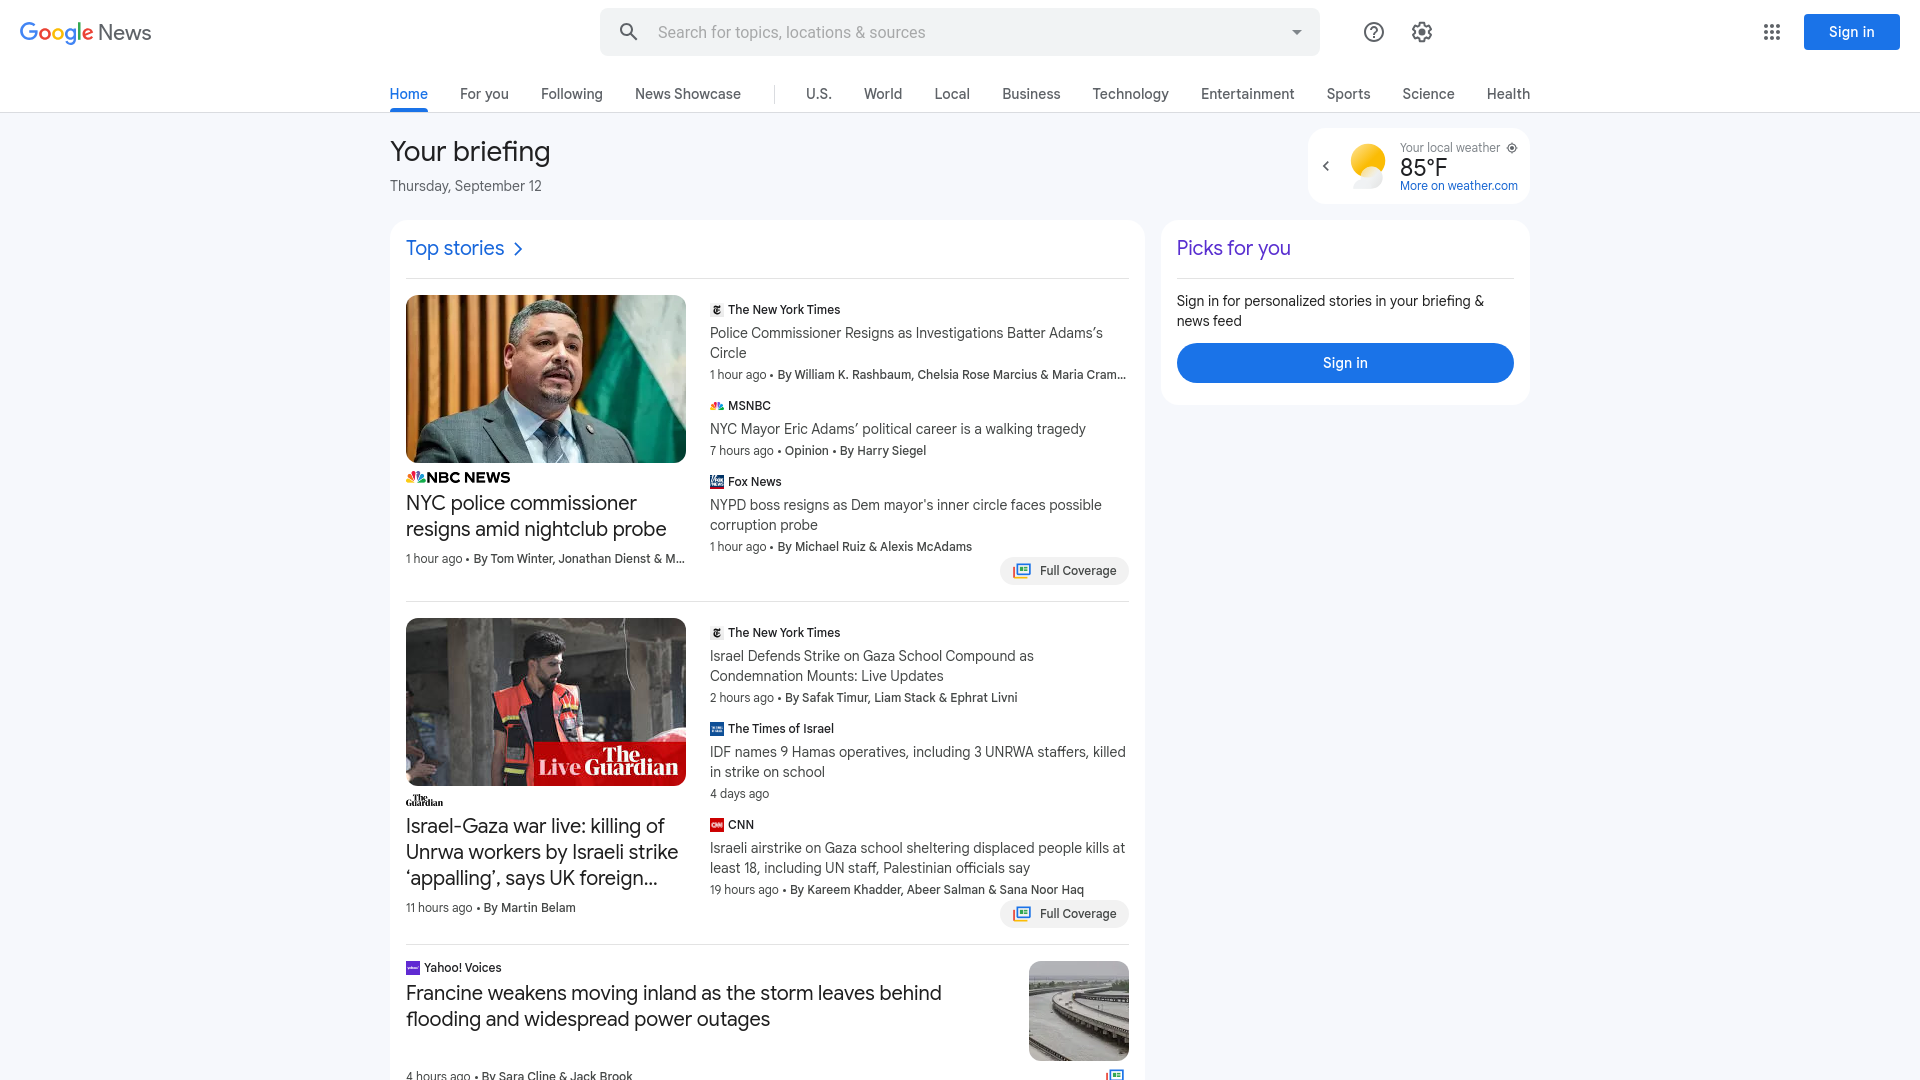 Google News
Search for topics, locations & sources
Sign in
Home
For you
Following
News Showcase
U.S.
World
Local
Business
Technology
Entertainment
Sports
Science
Health
Your briefing
Thursday, September 12
Your local weather
85°F
More on weather.com
Top stories
NBC NEWS
NYC police commissioner
resigns amid nightclub probe
1 hour ago • By Tom Winter, Jonathan Dienst & M...
The New York Times
Police Commissioner Resigns as Investigations Batter Adams’s
Circle
1 hour ago • By William K. Rashbaum, Chelsia Rose Marcius & Maria Cram...
MSNBC
NYC Mayor Eric Adams’ political career is a walking tragedy
7 hours ago • Opinion • By Harry Siegel
Fox News
NYPD boss resigns as Dem mayor's inner circle faces possible
corruption probe
1 hour ago • By Michael Ruiz & Alexis McAdams
Full Coverage
Live The Guardian
The Guardian
Israel-Gaza war live: killing of
Unrwa workers by Israeli strike
‘appalling’, says UK foreign...
11 hours ago • By Martin Belam
The New York Times
Israel Defends Strike on Gaza School Compound as
Condemnation Mounts: Live Updates
2 hours ago • By Safak Timur, Liam Stack & Ephrat Livni
The Times of Israel
IDF names 9 Hamas operatives, including 3 UNRWA staffers, killed
in strike on school
4 days ago
CNN
Israeli airstrike on Gaza school sheltering displaced people kills at
least 18, including UN staff, Palestinian officials say
19 hours ago • By Kareem Khadder, Abeer Salman & Sana Noor Haq
Full Coverage
Yahoo! Voices
Francine weakens moving inland as the storm leaves behind
flooding and widespread power outages
4 hours ago • By Sara Cline & Jack Brook
Picks for you
Sign in for personalized stories in your briefing &
news feed
Sign in